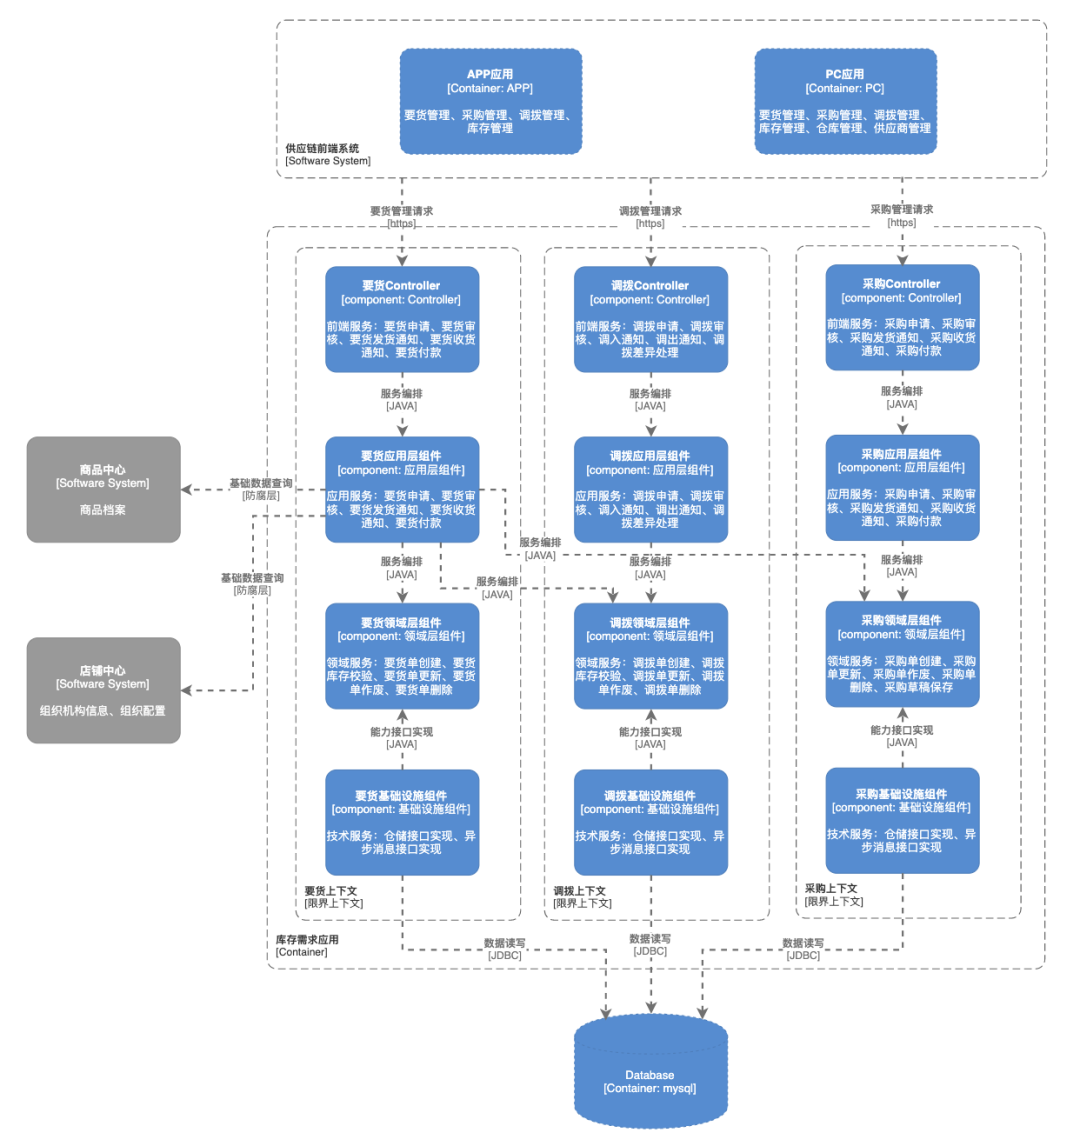 APP应用
[Container: APP]
要货管理、采购管理、调拨管理、
库存管理
PC应用
[Container: PC]
要货管理、采购管理、调拨管理、
库存管理、仓库管理、供应商管理
供应链前端系统
[Software System]
要货管理请求
[https]
调拨管理请求
[https]
采购管理请求
[https]
要货Controller
[component: Controller]
前端服务：要货申请、要货审
核、要货发货通知、要货收货
通知、要货付款
调拨Controller
[component: Controller]
前端服务：调拨申请、调拨审
核、调入通知、调出通知、调
拨差异处理
采购Controller
[component: Controller]
前端服务：采购申请、采购审
核、采购发货通知、采购收货
通知、采购付款
服务编排
[JAVA]
服务编排
[JAVA]
服务编排
[JAVA]
商品中心
[Software System]
商品档案
基础数据查询
[防腐层]
要货应用层组件
[component: 应用层组件]
应用服务：要货申请、要货审
核、要货发货通知、要货收货
通知、要货付款
调拨应用层组件
[component: 应用层组件]
应用服务：调拨申请、调拨审
核、调入通知、调出通知、调
拨差异处理
采购应用层组件
[component: 应用层组件]
应用服务：采购申请、采购审
核、采购发货通知、采购收货
通知、采购付款
基础数据查询
[防腐层]
服务编排
[JAVA]
服务编排
[JAVA]
服务编排
[JAVA]
服务编排
[JAVA]
服务编排
[JAVA]
店铺中心
[Software System]
组织机构信息、组织配置
要货领域层组件
[component: 领域层组件]
领域服务：要货单创建、要货
库存校验、要货单更新、要货
单作废、要货单删除
调拨领域层组件
[component: 领域层组件]
领域服务：调拨单创建、调拨
库存校验、调拨单更新、调拨
单作废、调拨单删除
采购领域层组件
[component: 领域层组件]
领域服务：采购单创建、采购
单更新、采购单作废、采购单
删除、采购草稿保存
能力接口实现
[JAVA]
能力接口实现
[JAVA]
能力接口实现
[JAVA]
要货基础设施组件
[component: 基础设施组件]
技术服务：仓储接口实现、异
步消息接口实现
调拨基础设施组件
[component: 基础设施组件]
技术服务：仓储接口实现、异
步消息接口实现
采购基础设施组件
[component: 基础设施组件]
技术服务：仓储接口实现、异
步消息接口实现
要货上下文
[限界上下文]
调拨上下文
[限界上下文]
采购上下文
[限界上下文]
库存需求应用
[Container]
数据读写
[JDBC]
数据读写
[JDBC]
数据读写
[JDBC]
Database
[Container: mysql]